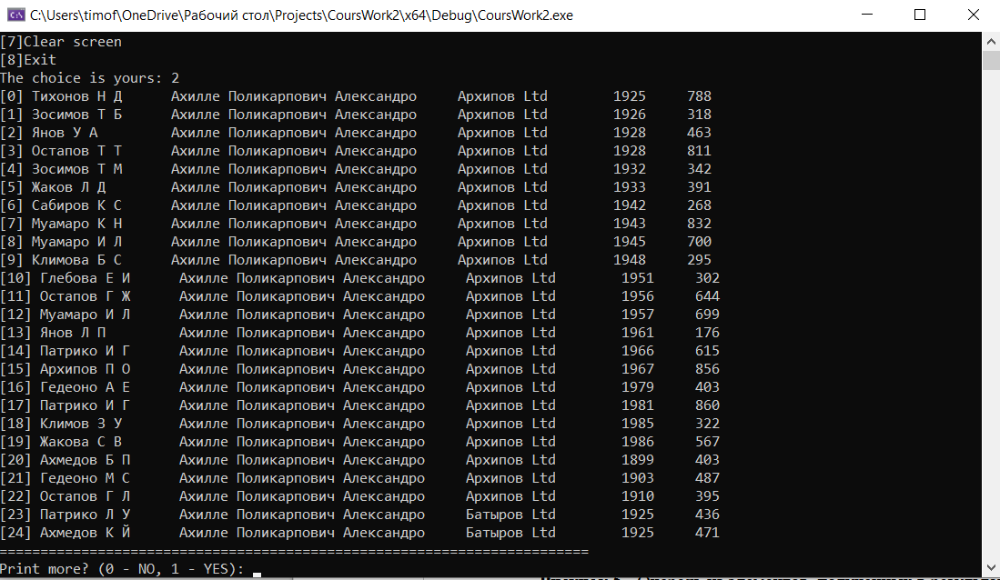 C:\Users\timof\OneDrive\Рабочий стол\Projects\CoursWork2\x64\Debug\CoursWork2.exe
[7]Clear screen
[8]Exit
The choice is yours: 2
[0] Тихонов Н Д Ахилле Поликарпович Александро Архипов Ltd 1925 788
[1] Зосимов Т Б Ахилле Поликарпович Александро Архипов Ltd 1926 318
[2] Янов У А Ахилле Поликарпович Александро Архипов Ltd 1928 463
[3] Остапов Т Т Ахилле Поликарпович Александро Архипов Ltd 1928 811
[4] Зосимов Т М Ахилле Поликарпович Александро Архипов Ltd 1932 342
[5] Жаков Л Д Ахилле Поликарпович Александро Архипов Ltd 1933 391
[6] Сабиров К С Ахилле Поликарпович Александро Архипов Ltd 1942 268
[7] Муамаро К Н Ахилле Поликарпович Александро Архипов Ltd 1943 832
[8] Муамаро И Л Ахилле Поликарпович Александро Архипов Ltd 1945 700
[9] Климова Б С Ахилле Поликарпович Александро Архипов Ltd 1948 295
[10] Глебова Е И Ахилле Поликарпович Александро Архипов Ltd 1951 302
[11] Остапов Г Ж Ахилле Поликарпович Александро Архипов Ltd 1956 644
[12] Муамаро И Л Ахилле Поликарпович Александро Архипов Ltd 1957 699
[13] Янов Л П Ахилле Поликарпович Александро Архипов Ltd 1961 176
[14] Патрико И Г Ахилле Поликарпович Александро Архипов Ltd 1966 615
[15] Архипов П О Ахилле Поликарпович Александро Архипов Ltd 1967 856
[16] Гедеоно А Е Ахилле Поликарпович Александро Архипов Ltd 1979 403
[17] Патрико И Г Ахилле Поликарпович Александро Архипов Ltd 1981 860
[18] Климов З У Ахилле Поликарпович Александро Архипов Ltd 1985 322
[19] Жакова С В Ахилле Поликарпович Александро Архипов Ltd 1986 567
[20] Ахмедов Б П Ахилле Поликарпович Александро Архипов Ltd 1899 403
[21] Гедеоно М С Ахилле Поликарпович Александро Архипов Ltd 1903 487
[22] Остапов Г Л Ахилле Поликарпович Александро Архипов Ltd 1910 395
[23] Патрико Л У Ахилле Поликарпович Александро Батыров Ltd 1925 436
[24] Ахмедов К Й Ахилле Поликарпович Александро Батыров Ltd 1925 471
========================================================================
Print more? (0 - NO, 1 - YES):